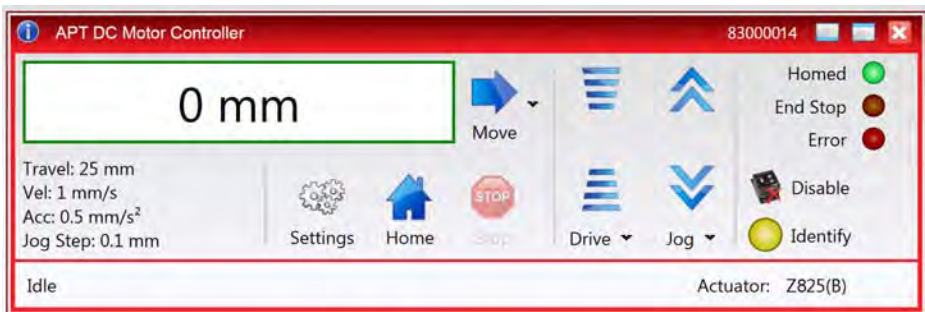 APT DC Motor Controller 83000014
0 mm
Move
Homed
End Stop
Error
Travel: 25 mm
Vel: 1 mm/s
Acc: 0.5 mm/s²
Jog Step: 0.1 mm
Settings
Home
STOP
Stop
Drive
Jog
Disable
Identify
Idle
Actuator: Z825(B)